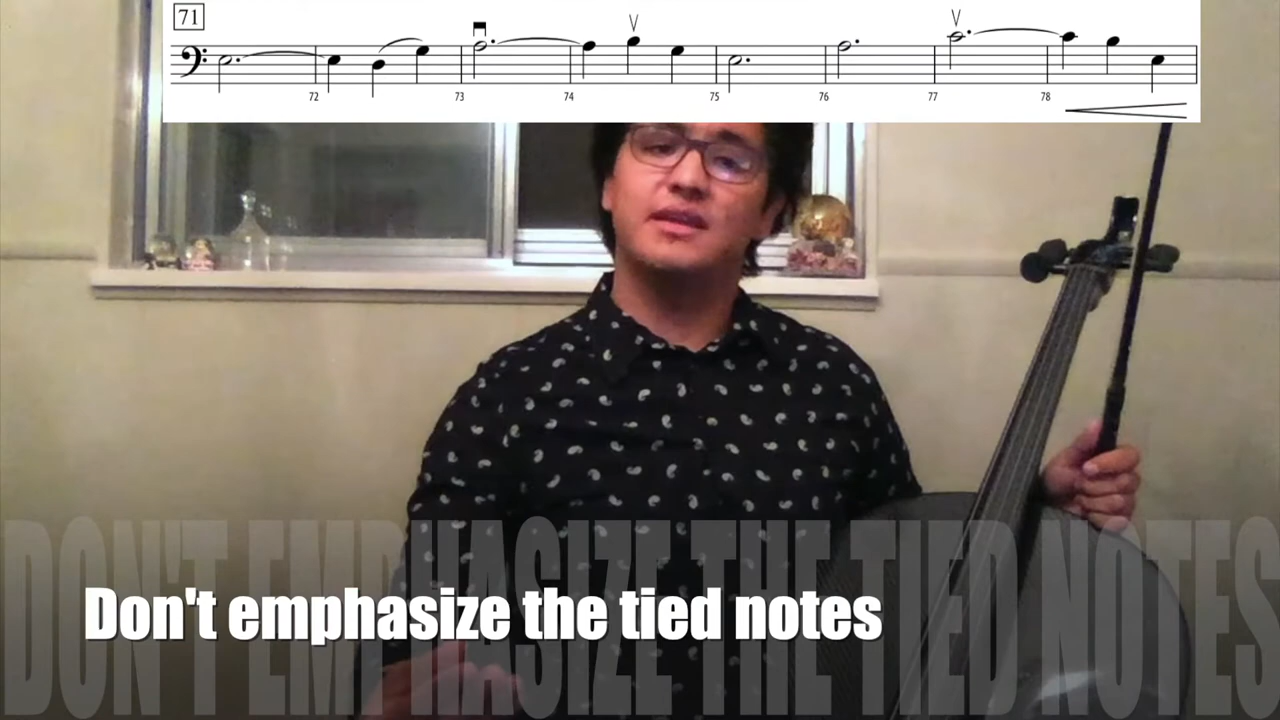 71
72 73 74 75 76 77 78
DON'T EMPHASIZE THE TIED NOTES
Don't emphasize the tied notes